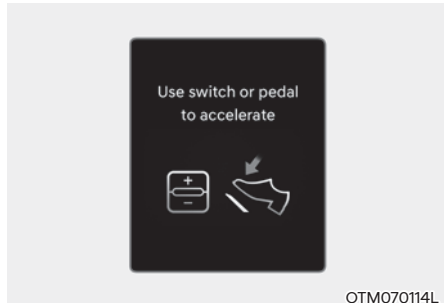 Use switch or pedal
to accelerate
+
−
OTM070114L